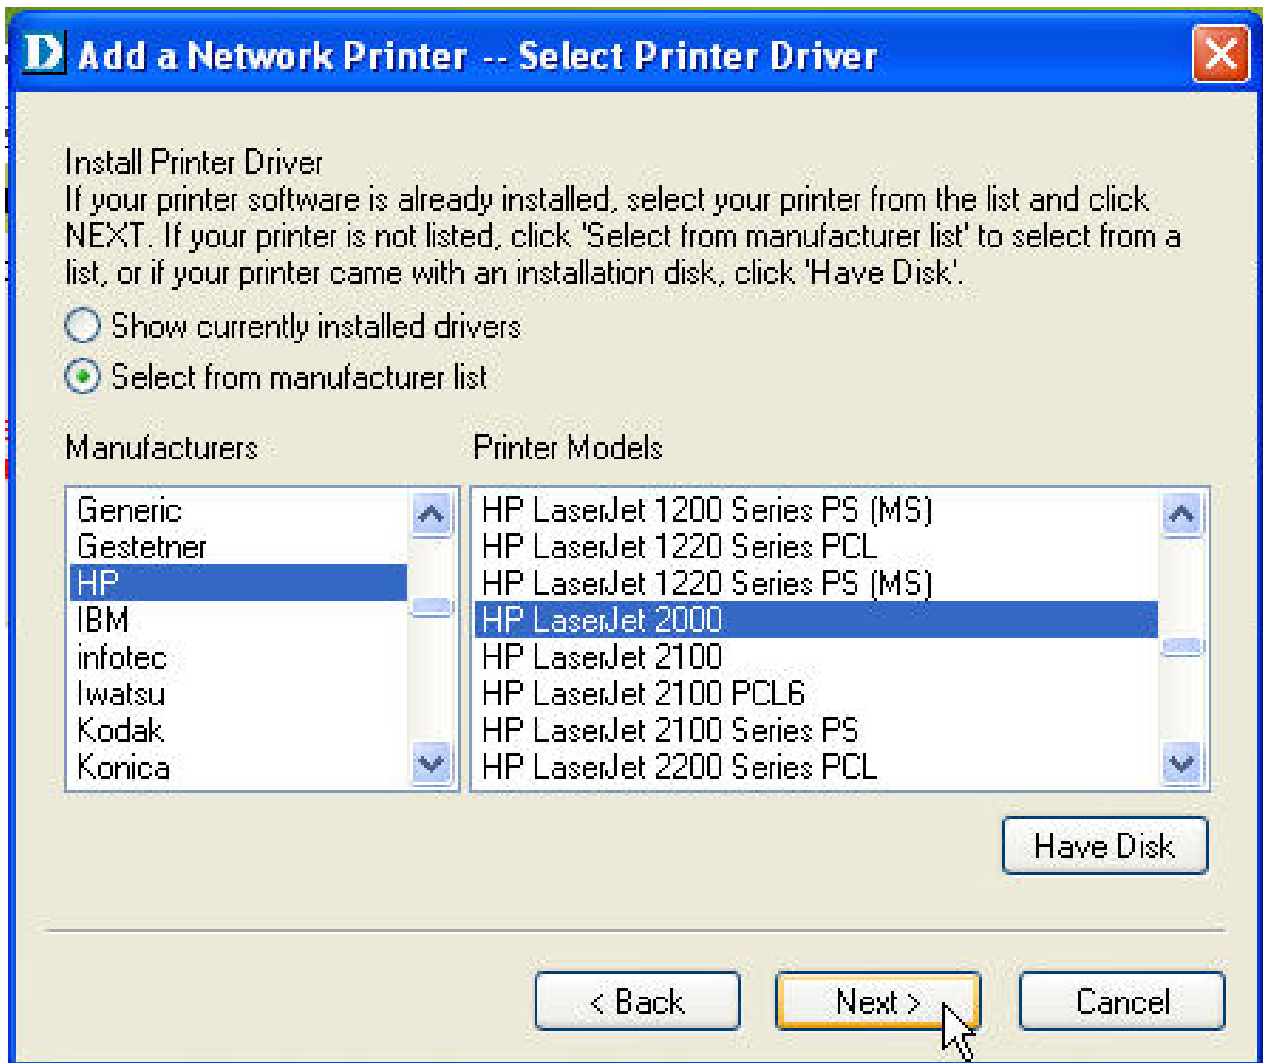 D Add a Network Printer -- Select Printer Driver
Install Printer Driver
If your printer software is already installed, select your printer from the list and click
NEXT. If your printer is not listed, click 'Select from manufacturer list' to select from a
list, or if your printer came with an installation disk, click 'Have Disk'.
Show currently installed drivers
Select from manufacturer list
Manufacturers
Generic
Gestetner
HP
IBM
infotec
Iwatsu
Kodak
Konica
Printer Models
HP LaserJet 1200 Series PS (MS)
HP LaserJet 1220 Series PCL
HP LaserJet 1220 Series PS (MS)
HP LaserJet 2000
HP LaserJet 2100
HP LaserJet 2100 PCL6
HP LaserJet 2100 Series PS
HP LaserJet 2200 Series PCL
Have Disk
< Back
Next >
Cancel